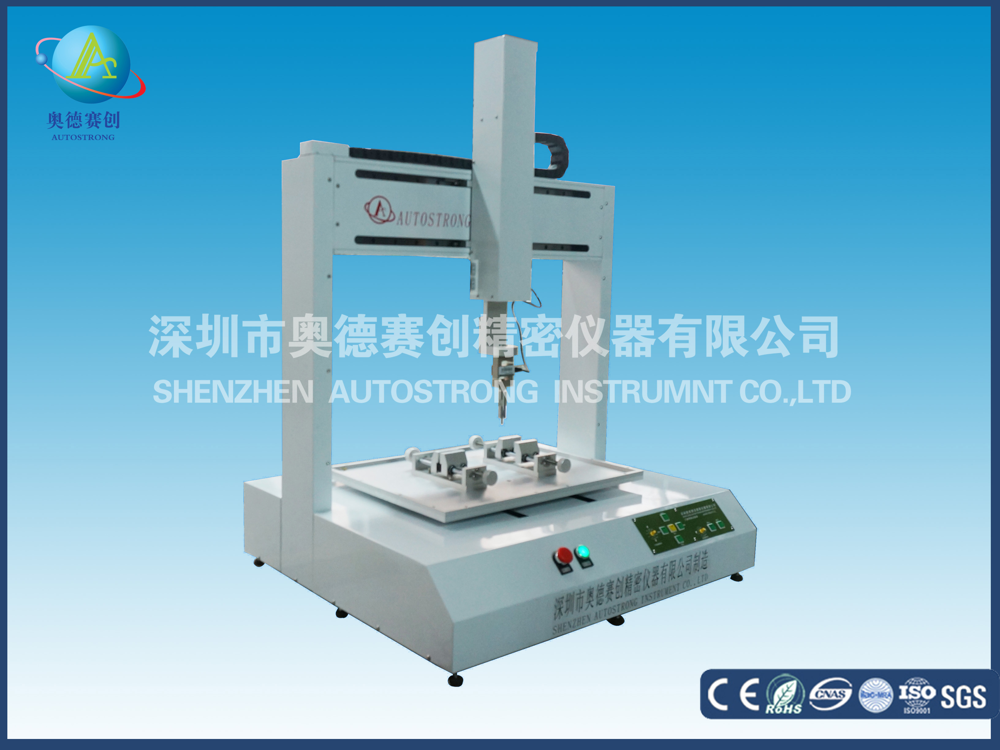 奥德赛创
AUTOSTRONG
AUTOSTRONG
深圳市奥德赛创精密仪器有限公司
SHENZHEN AUTOSTRONG INSTRUMNT CO.,LTD
深圳市奥德赛创精密仪器有限公司制造
SHENZHEN AUTOSTRONG INSTRUMENT CO.,LTD
CE RoHS CNAS ilac-MRA ISO SGS
ISO9001